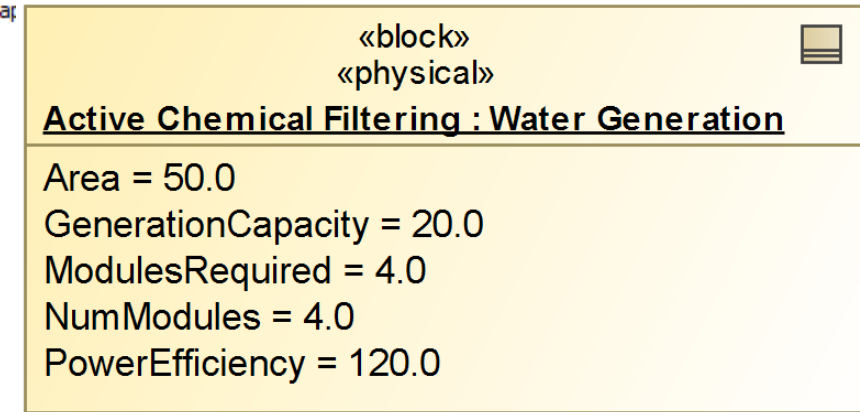 «block»
«physical»
Active Chemical Filtering : Water Generation
Area = 50.0
GenerationCapacity = 20.0
ModulesRequired = 4.0
NumModules = 4.0
PowerEfficiency = 120.0